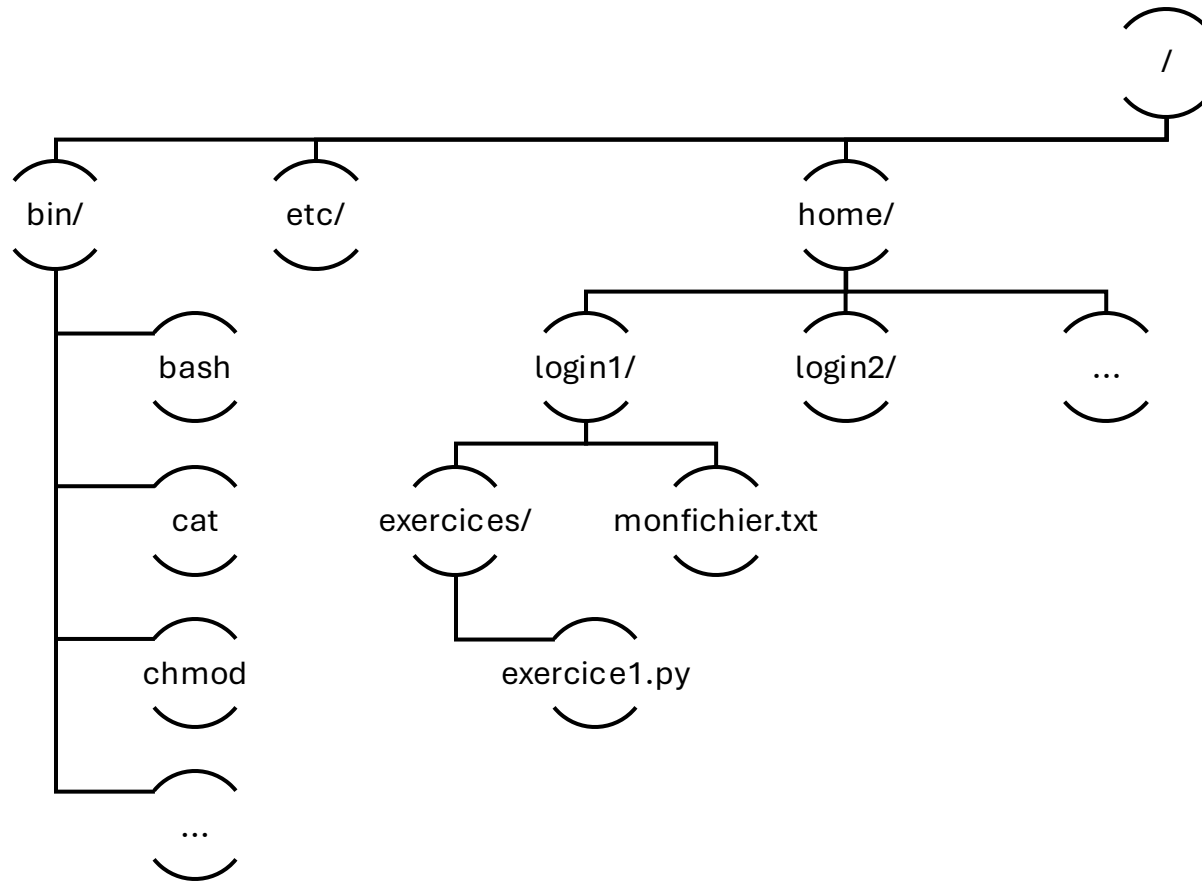 /
bin/
etc/
home/
bash
login1/
login2/
...
cat
exercices/
monfichier.txt
chmod
exercice1.py
...